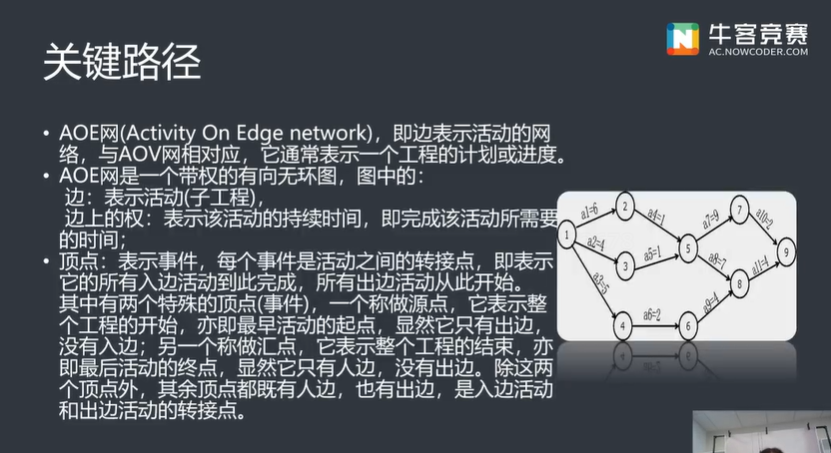 关键路径
牛客竞赛
AC.NOWCODER.COM
• AOE网(Activity On Edge network)，即边表示活动的网
络，与AOV网相对应，它通常表示一个工程的计划或进度。
• AOE网是一个带权的有向无环图，图中的：
边：表示活动(子工程)，
边上的权：表示该活动的持续时间，即完成该活动所需要
的时间；
• 顶点：表示事件，每个事件是活动之间的转接点，即表示
它的所有入边活动到此完成，所有出边活动从此开始。
其中有两个特殊的顶点(事件)，一个称做源点，它表示整
个工程的开始，亦即最早活动的起点，显然它只有出边，
没有入边；另一个称做汇点，它表示整个工程的结束，亦
即最后活动的终点，显然它只有人边，没有出边。除这两
个顶点外，其余顶点都既有人边，也有出边，是入边活动
和出边活动的转接点。
1
2
3
4
5
6
7
8
9
a1=6
a2=4
a3=5
a4=1
a5=1
a6=2
a7=9
a8=7
a9=4
a10=2
a11=4